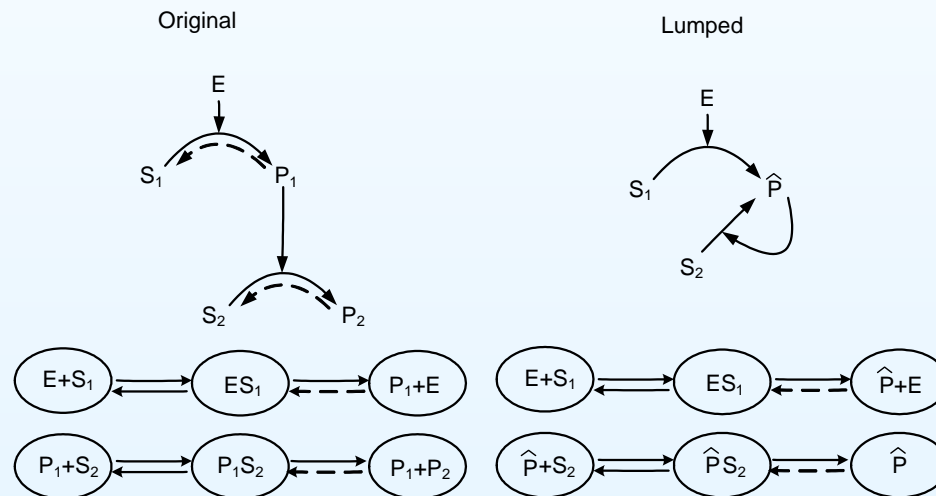 Original
Lumped
E
S₁
P₁
S₂
P₂
E
S₁
P̂
S₂
E+S₁
ES₁
P₁+E
P₁+S₂
P₁S₂
P₁+P₂
E+S₁
ES₁
P̂+E
P̂+S₂
P̂S₂
P̂